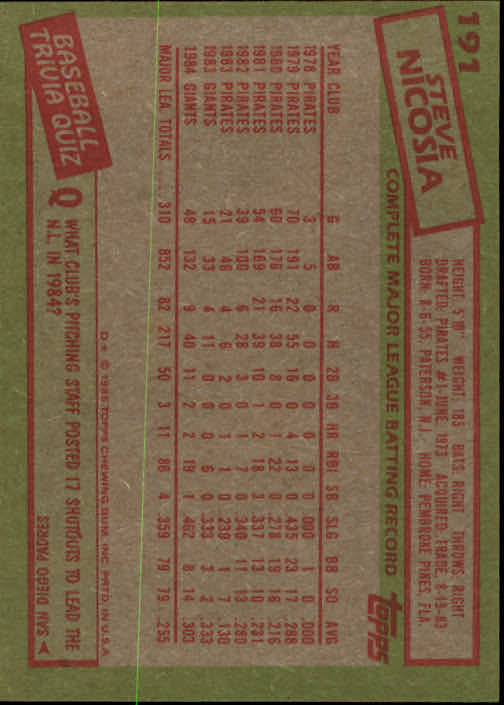 191
STEVE
NICOSIA
HEIGHT: 5'10" WEIGHT: 185 BATS: RIGHT THROWS: RIGHT
DRAFTED: PIRATES #1-JUNE, 1973 ACQUIRED: TRADE, 8-19-83
BORN: 8-6-55, PATERSON, N.J. HOME: PEMBROKE PINES, FLA.
COMPLETE MAJOR LEAGUE BATTING RECORD topps
YEAR CLUB G AB R H 2B 3B HR RBI SB SLG BB SO AVG
1978 PIRATES 3 5 0 0 0 0 0 0 0 .000 1 0 .000
1979 PIRATES 70 191 22 55 16 0 4 13 0 .435 23 17 .288
1980 PIRATES 60 176 16 38 8 0 1 22 0 .278 19 16 .216
1981 PIRATES 54 169 21 39 10 1 2 18 3 .337 13 10 .231
1982 PIRATES 39 100 6 28 3 0 1 7 0 .340 11 13 .280
1983 PIRATES 21 46 4 6 2 0 1 1 0 .239 1 7 .130
1983 GIANTS 15 33 4 11 0 0 0 6 0 .333 3 2 .333
1984 GIANTS 48 132 9 40 11 2 2 19 1 .462 8 14 .303
MAJOR LEA. TOTALS 310 852 82 217 50 3 11 86 4 .359 79 79 .255
D* © 1985 TOPPS CHEWING GUM, INC. PRT'D IN U.S.A.
BASEBALL
TRIVIA QUIZ
Q WHAT CLUB'S PITCHING STAFF POSTED 17 SHUTOUTS TO LEAD THE
N.L. IN 1984?
A SAN DIEGO PADRES